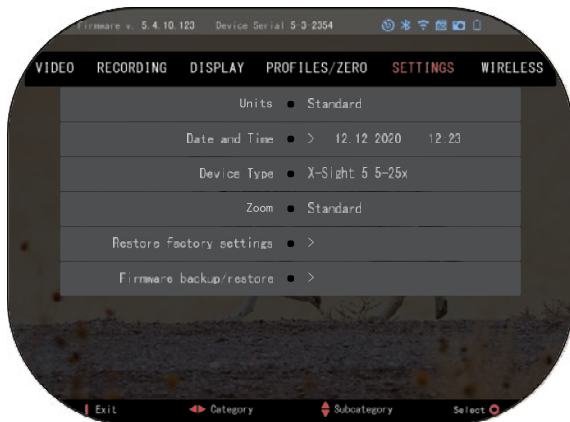 Firmware v. 5.4.10.123 Device Serial 5-3-2354
VIDEO RECORDING DISPLAY PROFILES/ZERO SETTINGS WIRELESS
Units Standard
Date and Time > 12.12.2020 12:23
Device Type X-Sight 5 5-25x
Zoom Standard
Restore factory settings >
Firmware backup/restore >
Exit Category Subcategory Select